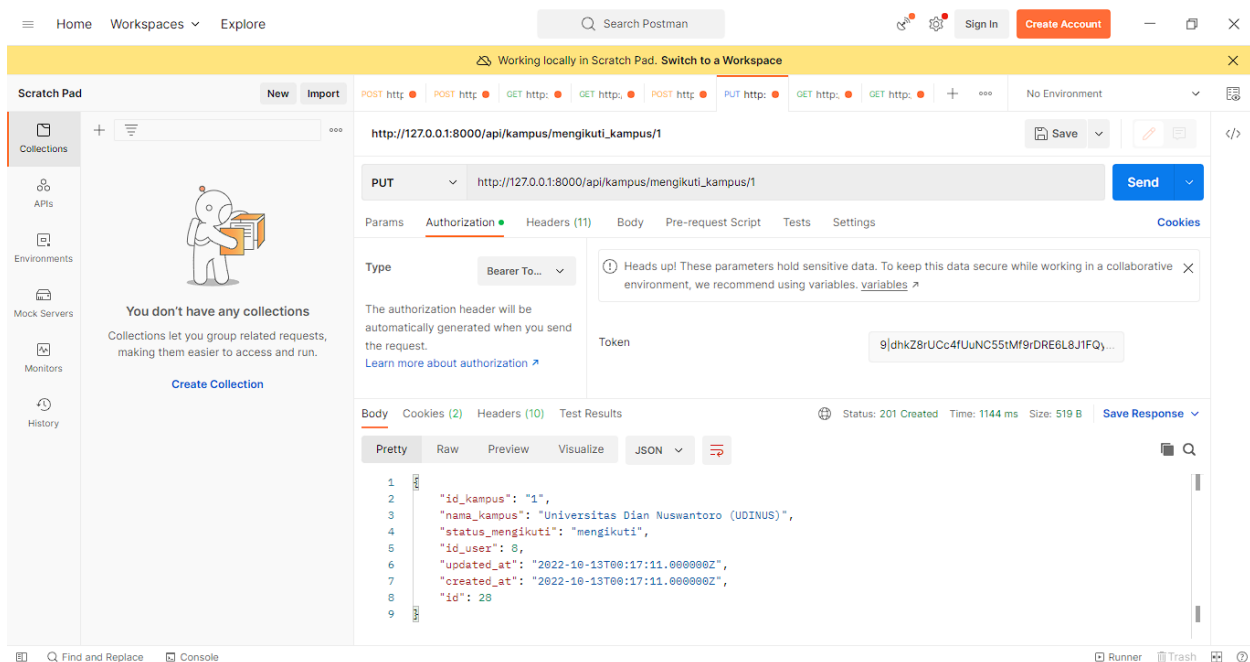 Home Workspaces Explore Search Postman Sign In Create Account
Working locally in Scratch Pad. Switch to a Workspace
Scratch Pad New Import
POST http POST http GET http: GET http:, POST http PUT http: GET http:, GET http:, No Environment
Collections
APIs
Environments
Mock Servers
Monitors
History
You don't have any collections
Collections let you group related requests,
making them easier to access and run.
Create Collection
http://127.0.0.1:8000/api/kampus/mengikuti_kampus/1 Save
PUT http://127.0.0.1:8000/api/kampus/mengikuti_kampus/1 Send
Params Authorization Headers (11) Body Pre-request Script Tests Settings Cookies
Type Bearer To...
The authorization header will be
automatically generated when you send
the request.
Learn more about authorization ↗
Heads up! These parameters hold sensitive data. To keep this data secure while working in a collaborative
environment, we recommend using variables. variables ↗
Token 9|dhkZ8rUCc4fUuNC55tMf9rDRE6L8J1FQy...
Body Cookies (2) Headers (10) Test Results Status: 201 Created Time: 1144 ms Size: 519 B Save Response
Pretty Raw Preview Visualize JSON
1 {
2 "id_kampus": "1",
3 "nama_kampus": "Universitas Dian Nuswantoro (UDINUS)",
4 "status_mengikuti": "mengikuti",
5 "id_user": 8,
6 "updated_at": "2022-10-13T00:17:11.000000Z",
7 "created_at": "2022-10-13T00:17:11.000000Z",
8 "id": 28
9 }
Find and Replace Console Runner Trash